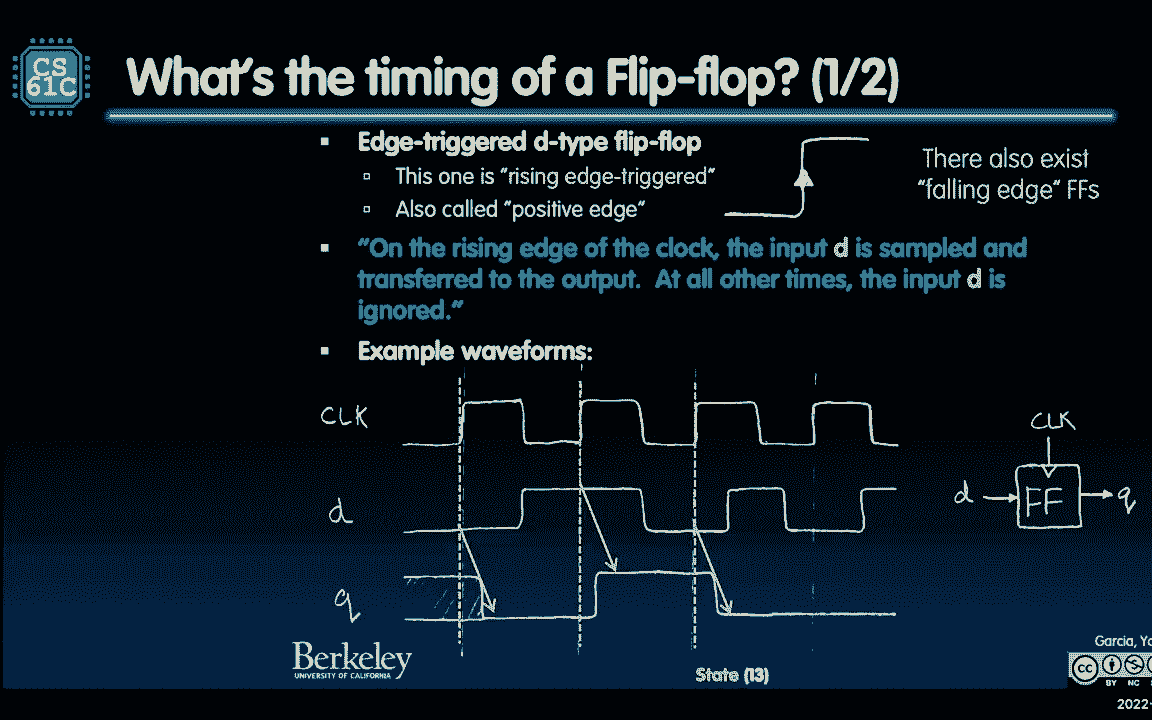 CS
61C
What's the timing of a Flip-flop? (1/2)
▪ Edge-triggered d-type flip-flop
▫ This one is "rising edge-triggered"
▫ Also called "positive edge"
There also exist
"falling edge" FFs
▪ "On the rising edge of the clock, the input d is sampled and
transferred to the output. At all other times, the input d is
ignored."
▪ Example waveforms:
CLK
d
q
CLK
d
FF
q
Berkeley
UNIVERSITY OF CALIFORNIA
State (13)
Garcia,
cc
BY NC
2022-